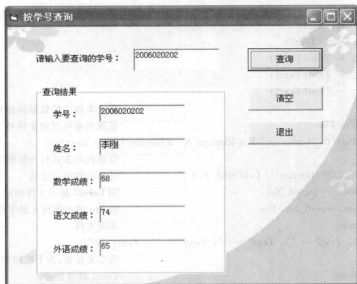 按学号查询
请输入要查询的学号： 2006020202 查询
查询结果 清空
学号： 2006020202
退出
姓名： 李刚
数学成绩： 68
语文成绩： 74
外语成绩： 65